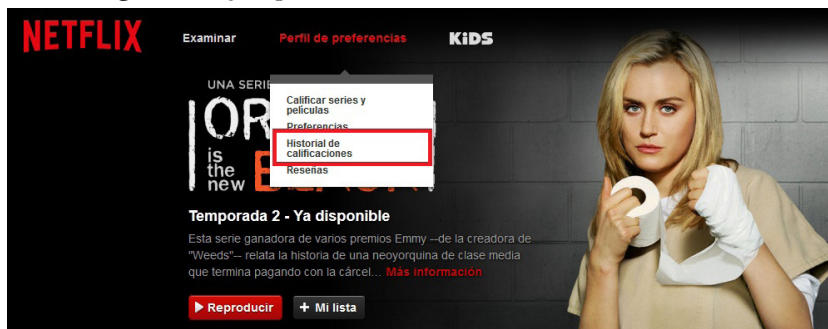 NETFLIX Examinar Perfil de preferencias KiDS
UNA SERIE
OR
is
the
new
Calificar series y
películas
Preferencias
Historial de
calificaciones
Reseñas
Temporada 2 - Ya disponible
Esta serie ganadora de varios premios Emmy --de la creadora de
"Weeds"-- relata la historia de una neoyorquina de clase media
que termina pagando con la cárcel... Más información
Reproducir + Mi lista